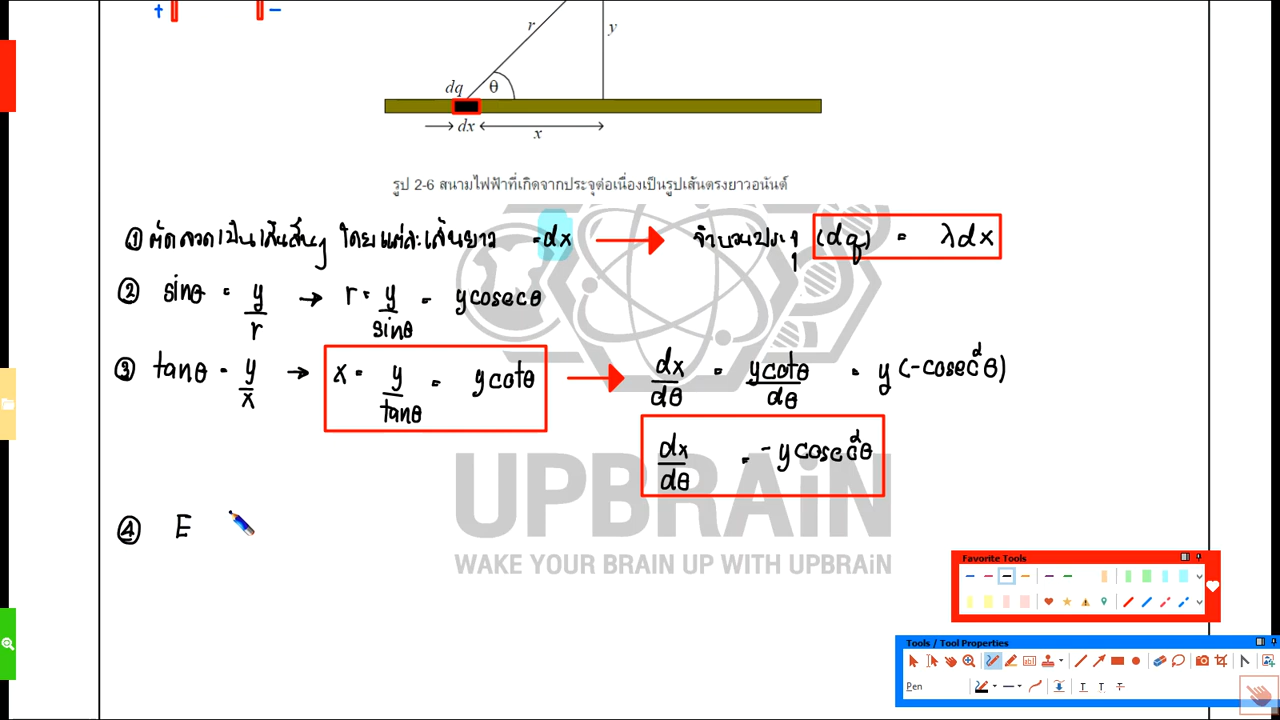 + −
r
y
dq
θ
dx
x
รูป 2-6 สนามไฟฟ้าที่เกิดจากประจุต่อเนื่องเป็นรูปเส้นตรงยาวอนันต์
① ตัดลวดเป็นเส้นสั้นๆ โดยแต่ละเส้นยาว = dx → จำนวนประจุ (dq) = λdx
② sinθ = y/r → r = y/sinθ = y cosecθ
③ tanθ = y/x → x = y/tanθ = y cotθ → dx/dθ = y cotθ/dθ = y(-cosec²θ)
dx/dθ = -y cosec²θ
④ E
UPBRAiN
WAKE YOUR BRAIN UP WITH UPBRAiN
Favorite Tools
Tools / Tool Properties
Pen